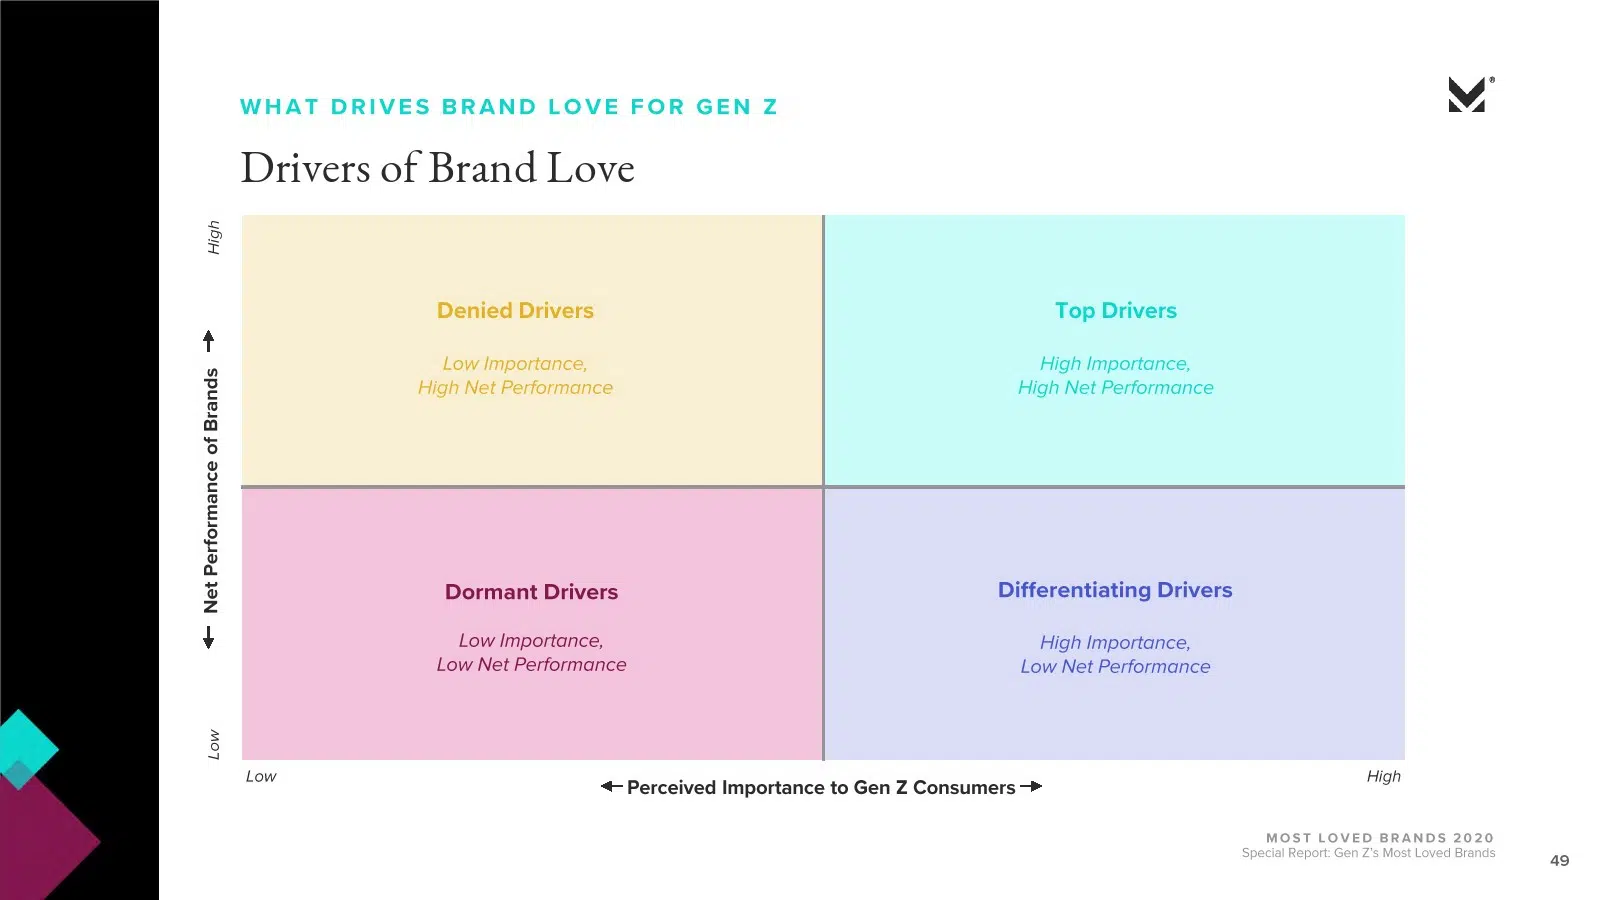 WHAT DRIVES BRAND LOVE FOR GEN Z
®
Drivers of Brand Love
High
Net Performance of Brands
Low
Denied Drivers
Low Importance,
High Net Performance
Top Drivers
High Importance,
High Net Performance
Dormant Drivers
Low Importance,
Low Net Performance
Differentiating Drivers
High Importance,
Low Net Performance
Low
Perceived Importance to Gen Z Consumers
High
MOST LOVED BRANDS 2020
Special Report: Gen Z's Most Loved Brands
49